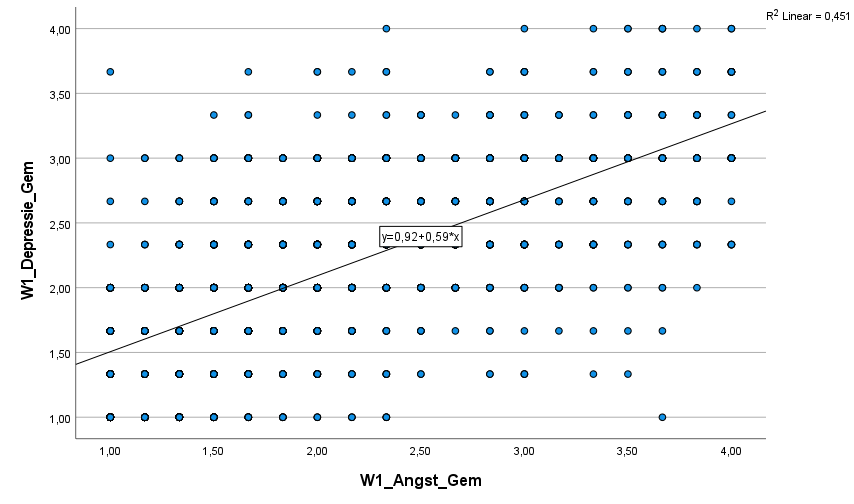 R² Linear = 0,451
4,00
3,50
3,00
2,50
2,00
1,50
1,00
W1_Depressie_Gem
y=0,92+0,59*x
1,00 1,50 2,00 2,50 3,00 3,50 4,00
W1_Angst_Gem